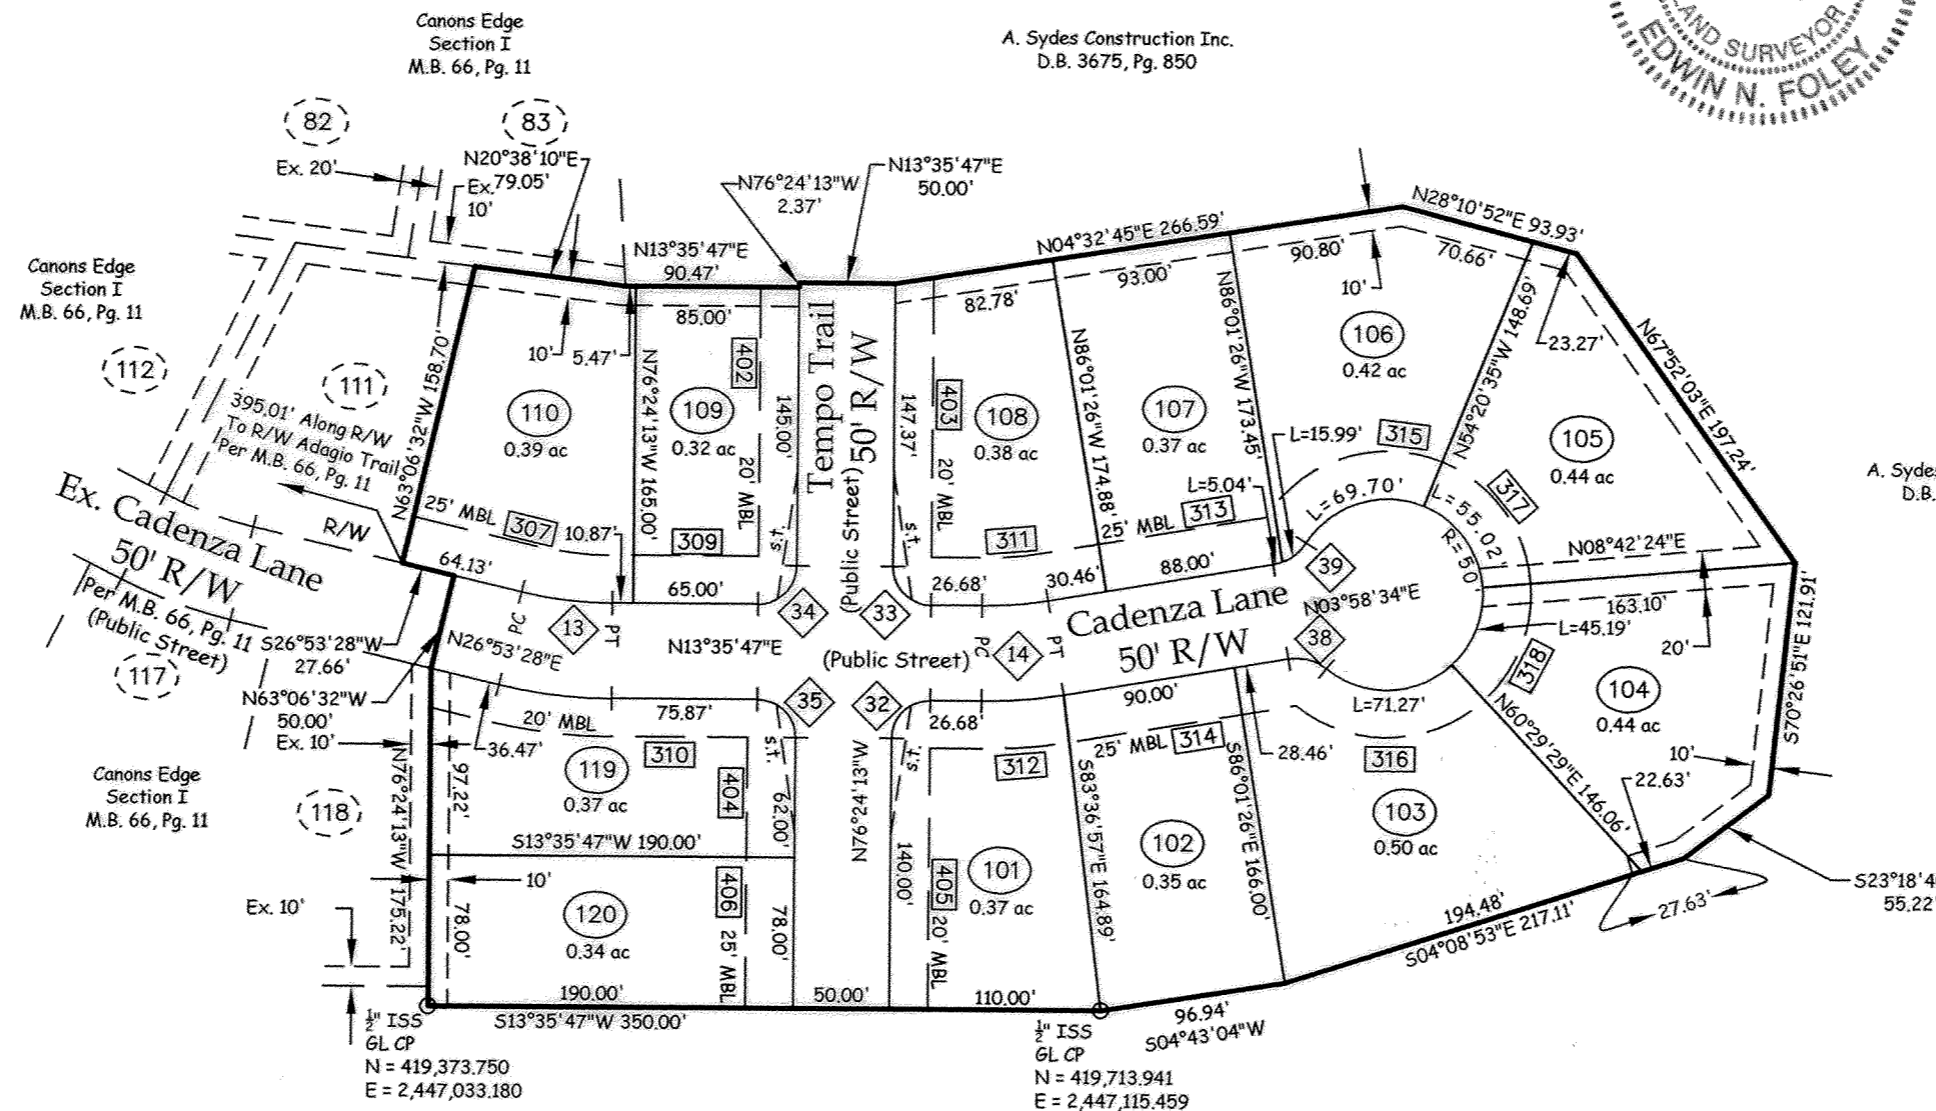 Canons Edge
Section I
M.B. 66, Pg. 11
A. Sydes Construction Inc.
D.B. 3675, Pg. 850
LAND SURVEYOR
EDWIN N. FOLEY
82
83
Ex. 20'
N20°38'10"E
79.05'
Ex.
10'
N76°24'13"W
2.37'
N13°35'47"E
50.00'
N13°35'47"E
90.47'
N04°32'45"E 266.59'
N28°10'52"E 93.93'
Canons Edge
Section I
M.B. 66, Pg. 11
112
111
395.01' Along R/W
To R/W Adagio Trail
Per M.B. 66, Pg. 11
N63°06'32"W 158.70'
10'
5.47'
85.00'
82.78'
93.00'
90.80'
10'
70.66'
23.27'
N67°52'03"E 197.24'
110
0.39 ac
N76°24'13"W 165.00'
109
0.32 ac
402
20' MBL
145.00'
Tempo Trail
50' R/W
(Public Street)
147.37'
403
20' MBL
108
0.38 ac
N86°01'26"W 174.88'
107
0.37 ac
N86°01'26"W 173.45'
106
0.42 ac
N54°20'35"W 148.69'
105
0.44 ac
A. Sydes
D.B.
L=15.99'
315
L=5.04'
L=69.70'
L=55.02'
R=50'
317
Ex. Cadenza Lane
50' R/W
Per M.B. 66, Pg. 11
(Public Street)
R/W
25' MBL
307
10.87'
309
s.t.
s.t.
311
25' MBL
313
64.13'
65.00'
26.68'
30.46'
88.00'
39
N08°42'24"E
163.10'
20'
L=45.19'
PC
13
PT
34
33
Cadenza Lane
50' R/W
N03°58'34"E
38
S26°53'28"W
27.66'
N26°53'28"E
N13°35'47"E
(Public Street)
PC
14
PT
117
N63°06'32"W
50.00'
Ex. 10'
36.47'
20' MBL
75.87'
35
32
26.68'
90.00'
28.46'
L=71.27'
318
S70°26'51"E 121.91'
104
0.44 ac
10'
22.63'
N60°29'29"E 146.06'
Canons Edge
Section I
M.B. 66, Pg. 11
118
N76°24'13"W 175.22'
97.22'
119
0.37 ac
310
404
s.t.
62.00'
N76°24'13"W
s.t.
312
25' MBL
314
316
S13°35'47"W 190.00'
10'
Ex. 10'
78.00'
120
0.34 ac
406
25' MBL
78.00'
140.00'
405
20' MBL
101
0.37 ac
S83°36'57"E 164.89'
102
0.35 ac
S86°01'26"E 166.00'
103
0.50 ac
194.48'
S04°08'53"E 217.11'
27.63'
S23°18'4
55.22'
190.00'
50.00'
110.00'
S13°35'47"W 350.00'
96.94'
S04°43'04"W
½" ISS
GL CP
N = 419,373.750
E = 2,447,033.180
½" ISS
GL CP
N = 419,713.941
E = 2,447,115.459